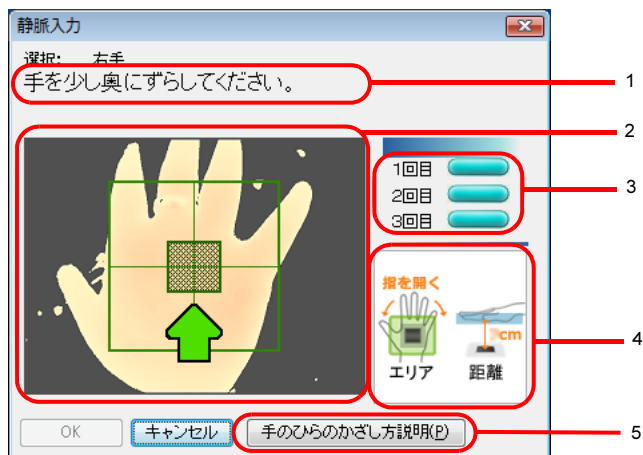 静脈入力
選択: 右手
手を少し奥にずらしてください。
1
2
1回目
2回目
3回目
3
指を開く
cm
エリア
距離
4
OK
キャンセル
手のひらのかざし方説明(P)
5